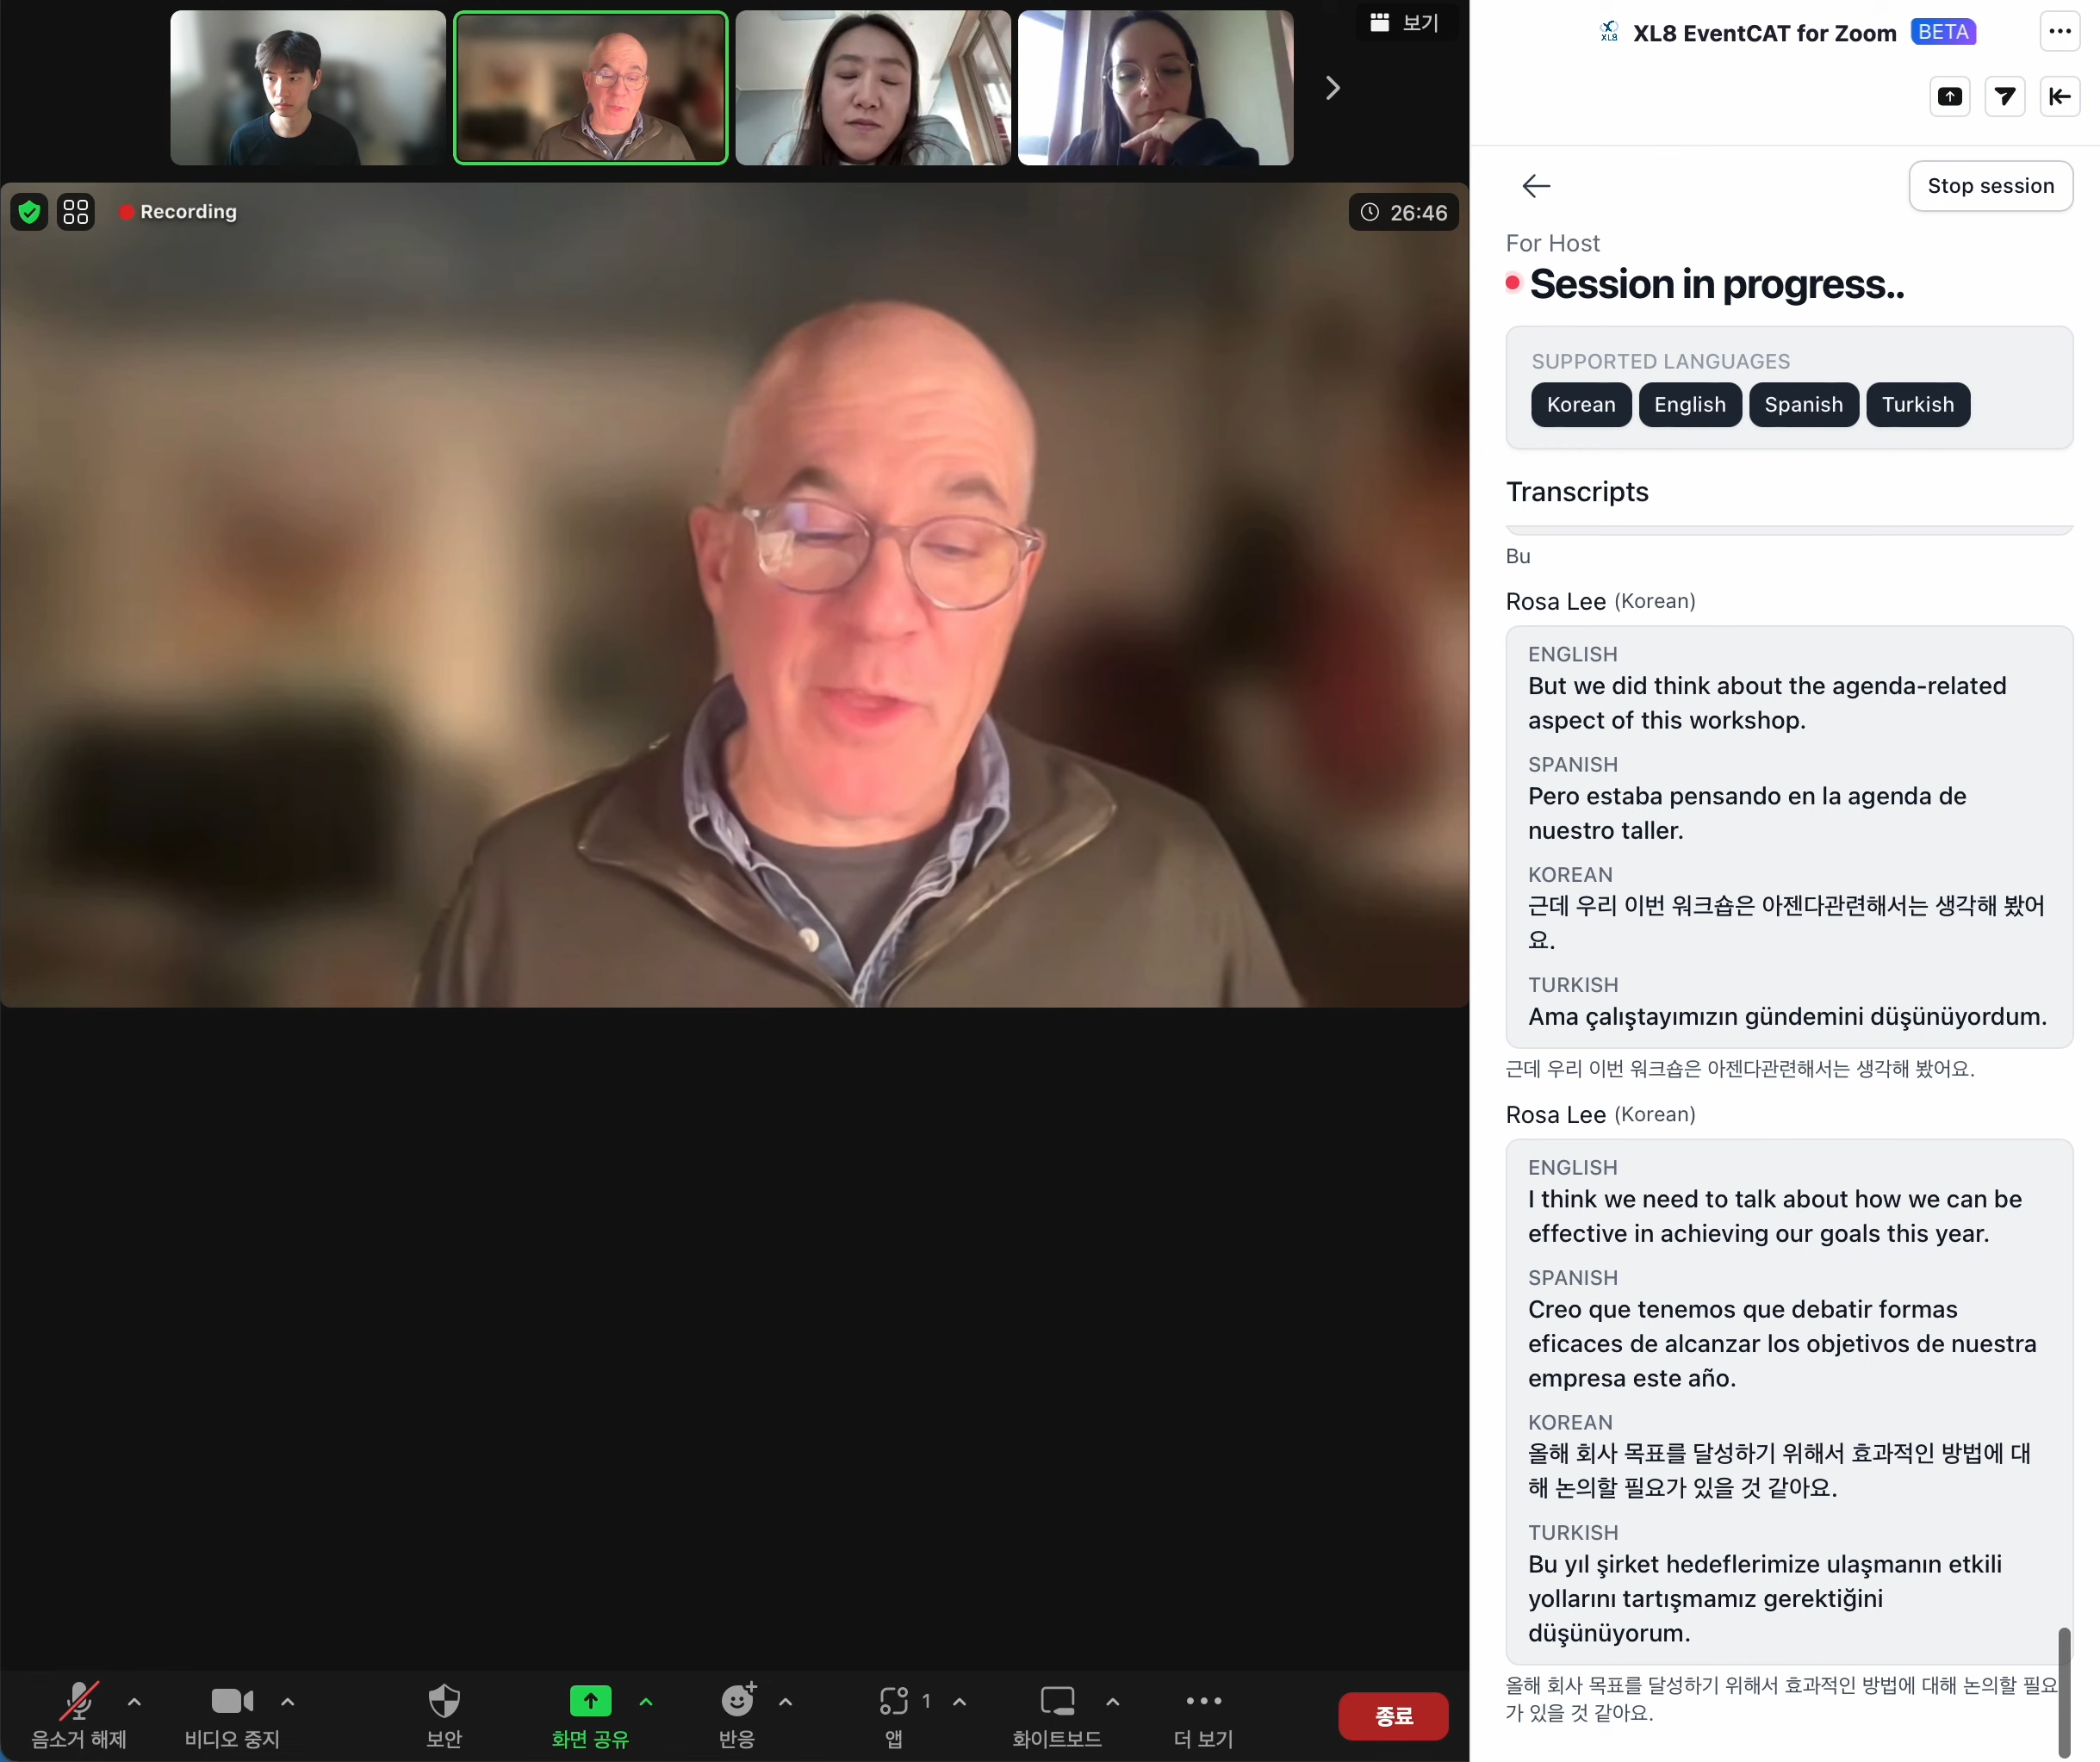 보기
Recording
26:46
XL8
XL8 EventCAT for Zoom BETA
Stop session
For Host
Session in progress..
SUPPORTED LANGUAGES
Korean English Spanish Turkish
Transcripts
Bu
Rosa Lee (Korean)
ENGLISH
But we did think about the agenda-related
aspect of this workshop.
SPANISH
Pero estaba pensando en la agenda de
nuestro taller.
KOREAN
근데 우리 이번 워크숍은 아젠다관련해서는 생각해 봤어
요.
TURKISH
Ama çalıştayımızın gündemini düşünüyordum.
근데 우리 이번 워크숍은 아젠다관련해서는 생각해 봤어요.
Rosa Lee (Korean)
ENGLISH
I think we need to talk about how we can be
effective in achieving our goals this year.
SPANISH
Creo que tenemos que debatir formas
eficaces de alcanzar los objetivos de nuestra
empresa este año.
KOREAN
올해 회사 목표를 달성하기 위해서 효과적인 방법에 대
해 논의할 필요가 있을 것 같아요.
TURKISH
Bu yıl şirket hedeflerimize ulaşmanın etkili
yollarını tartışmamız gerektiğini
düşünüyorum.
올해 회사 목표를 달성하기 위해서 효과적인 방법에 대해 논의할 필요
가 있을 것 같아요.
음소거 해제
비디오 중지
보안
화면 공유
반응
1
앱
화이트보드
더 보기
종료